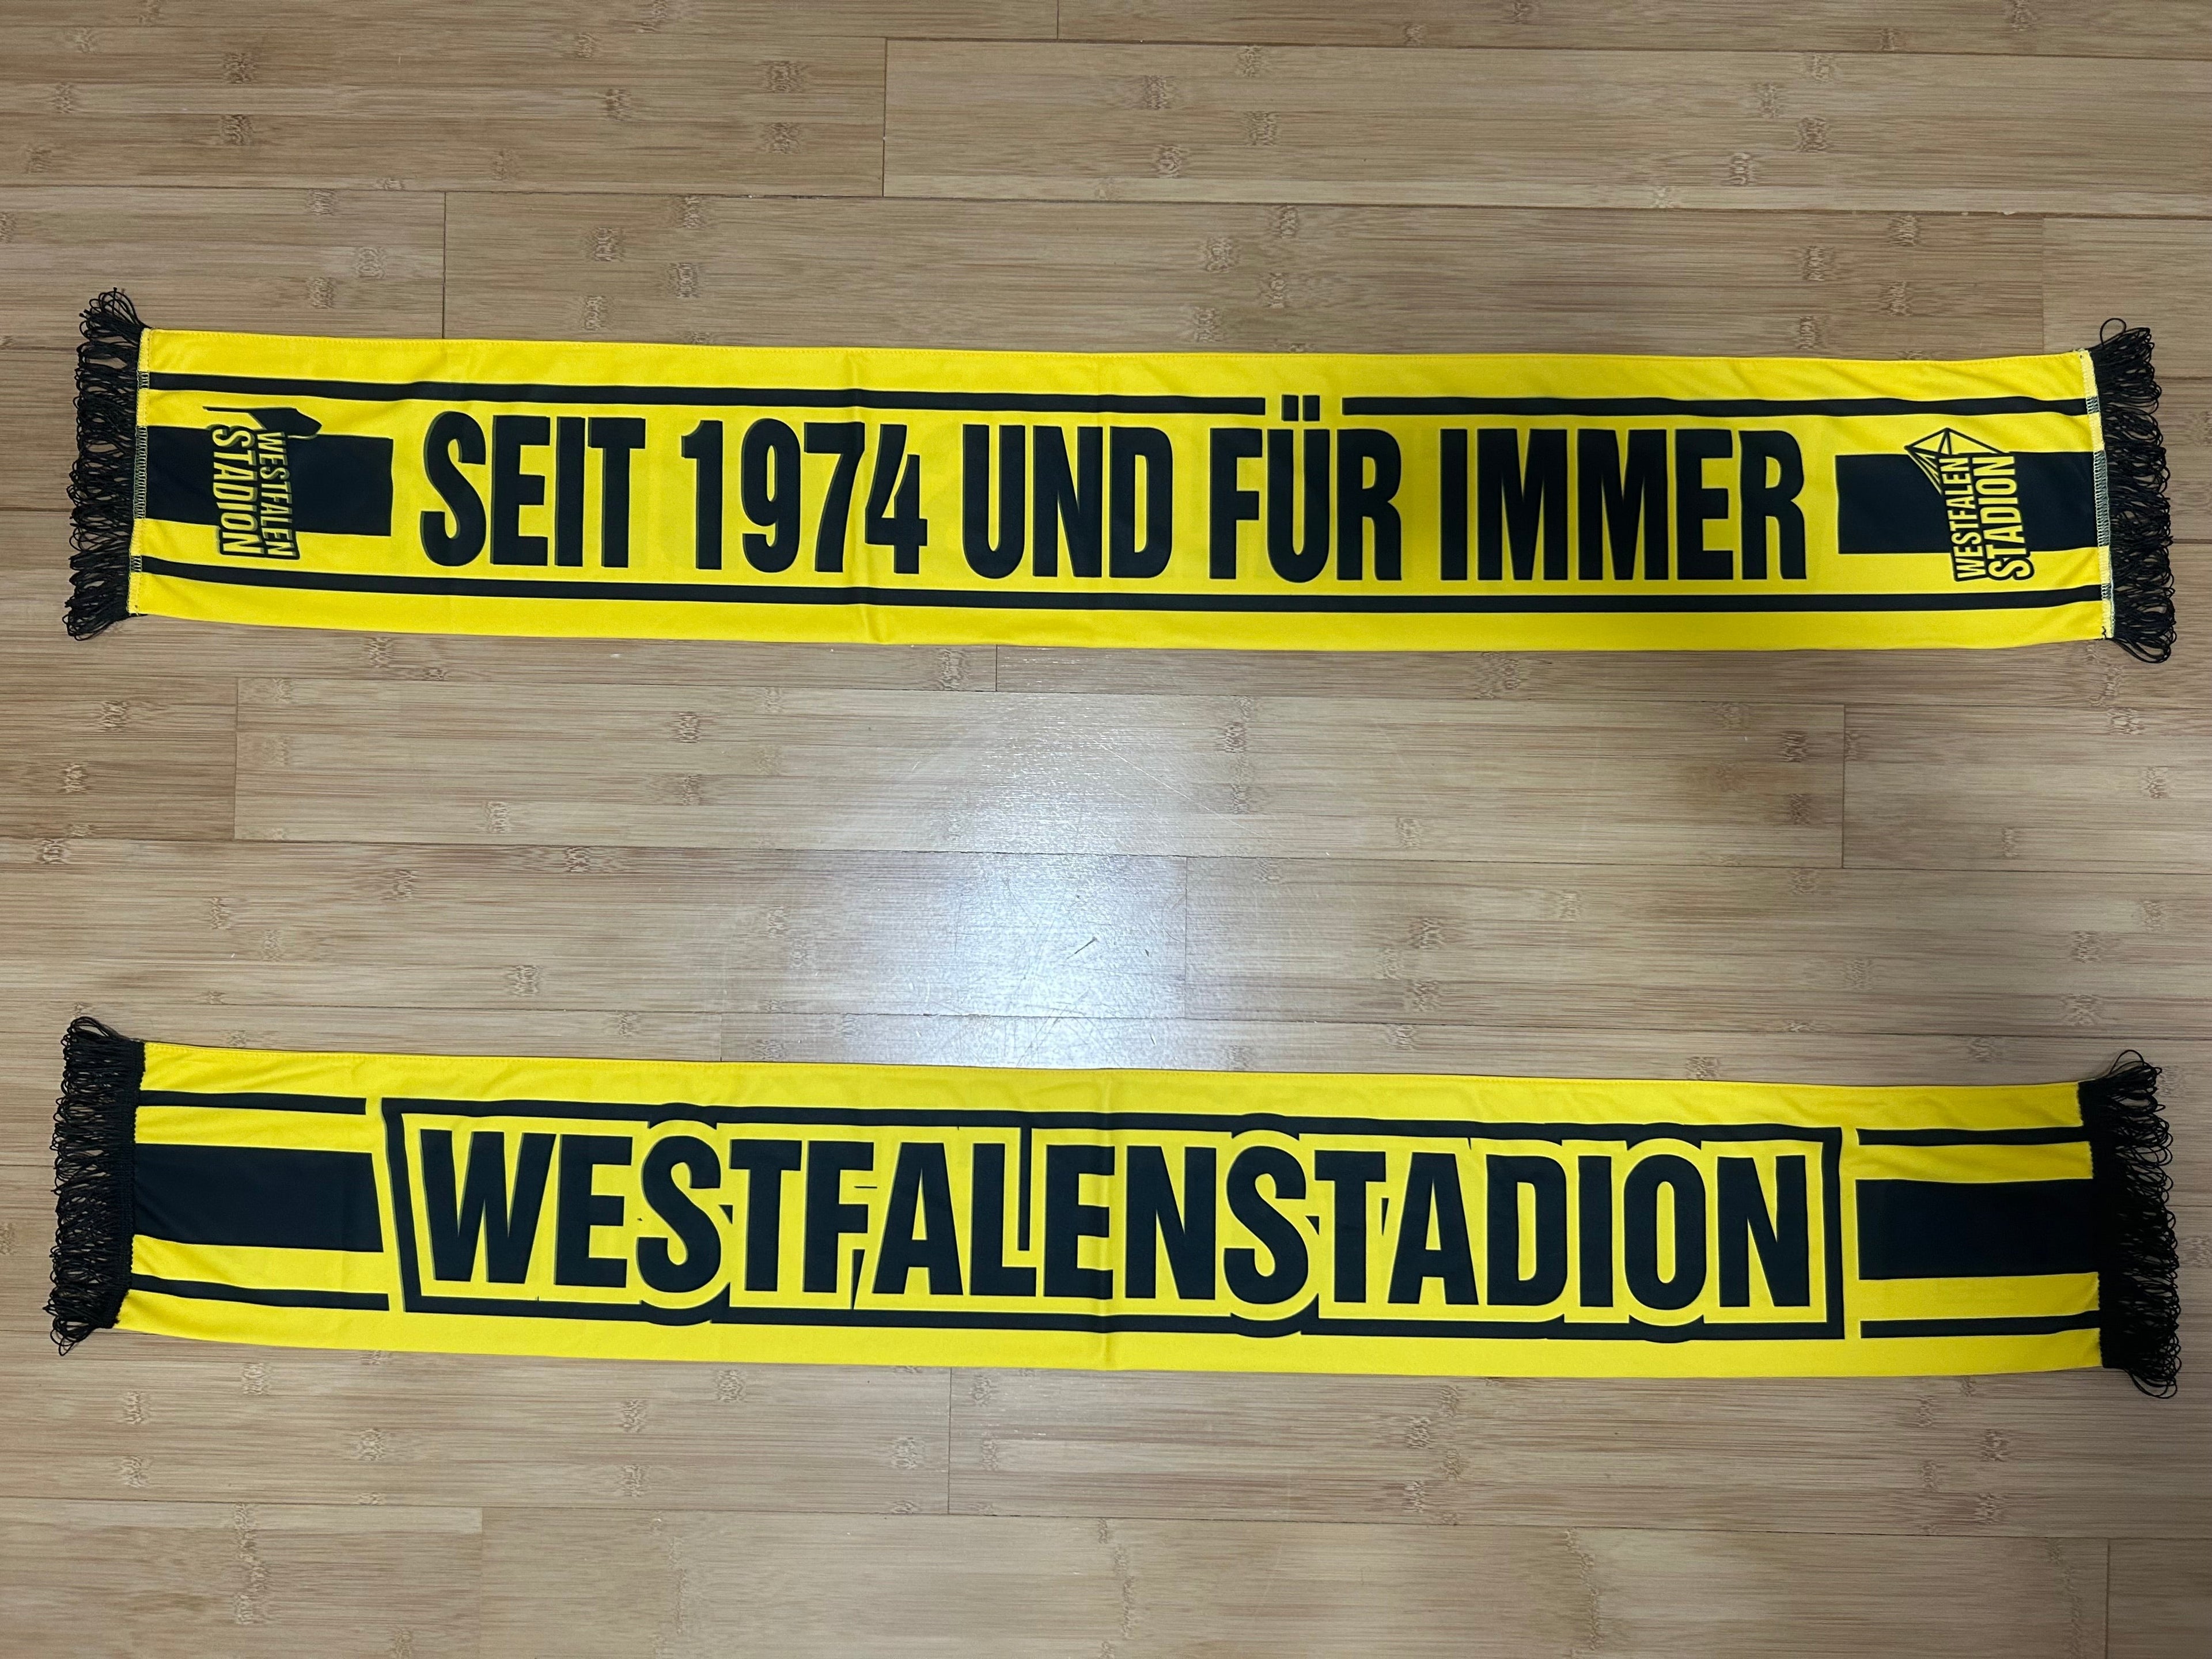 WESTFALEN
STADION
SEIT 1974 UND FÜR IMMER
WESTFALEN
STADION
WESTFALENSTADION